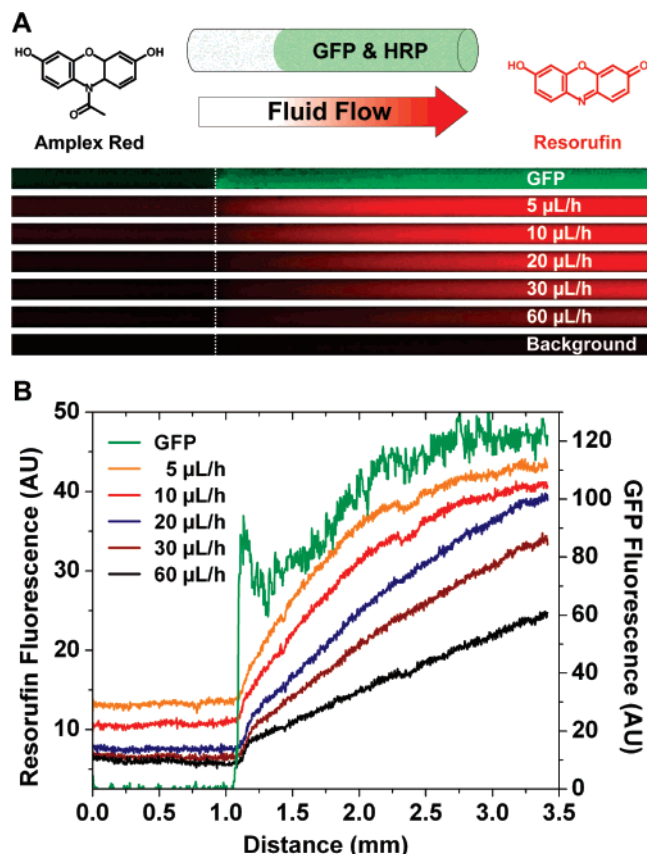 A
HO
O
OH
N
O
Amplex Red
GFP & HRP
Fluid Flow
HO
O
O
N
Resorufin
GFP
5 µL/h
10 µL/h
20 µL/h
30 µL/h
60 µL/h
Background
B
Resorufin Fluorescence (AU)
50
40
30
20
10
GFP
5 µL/h
10 µL/h
20 µL/h
30 µL/h
60 µL/h
120
100
80
60
40
20
0
GFP Fluorescence (AU)
0.0 0.5 1.0 1.5 2.0 2.5 3.0 3.5
Distance (mm)